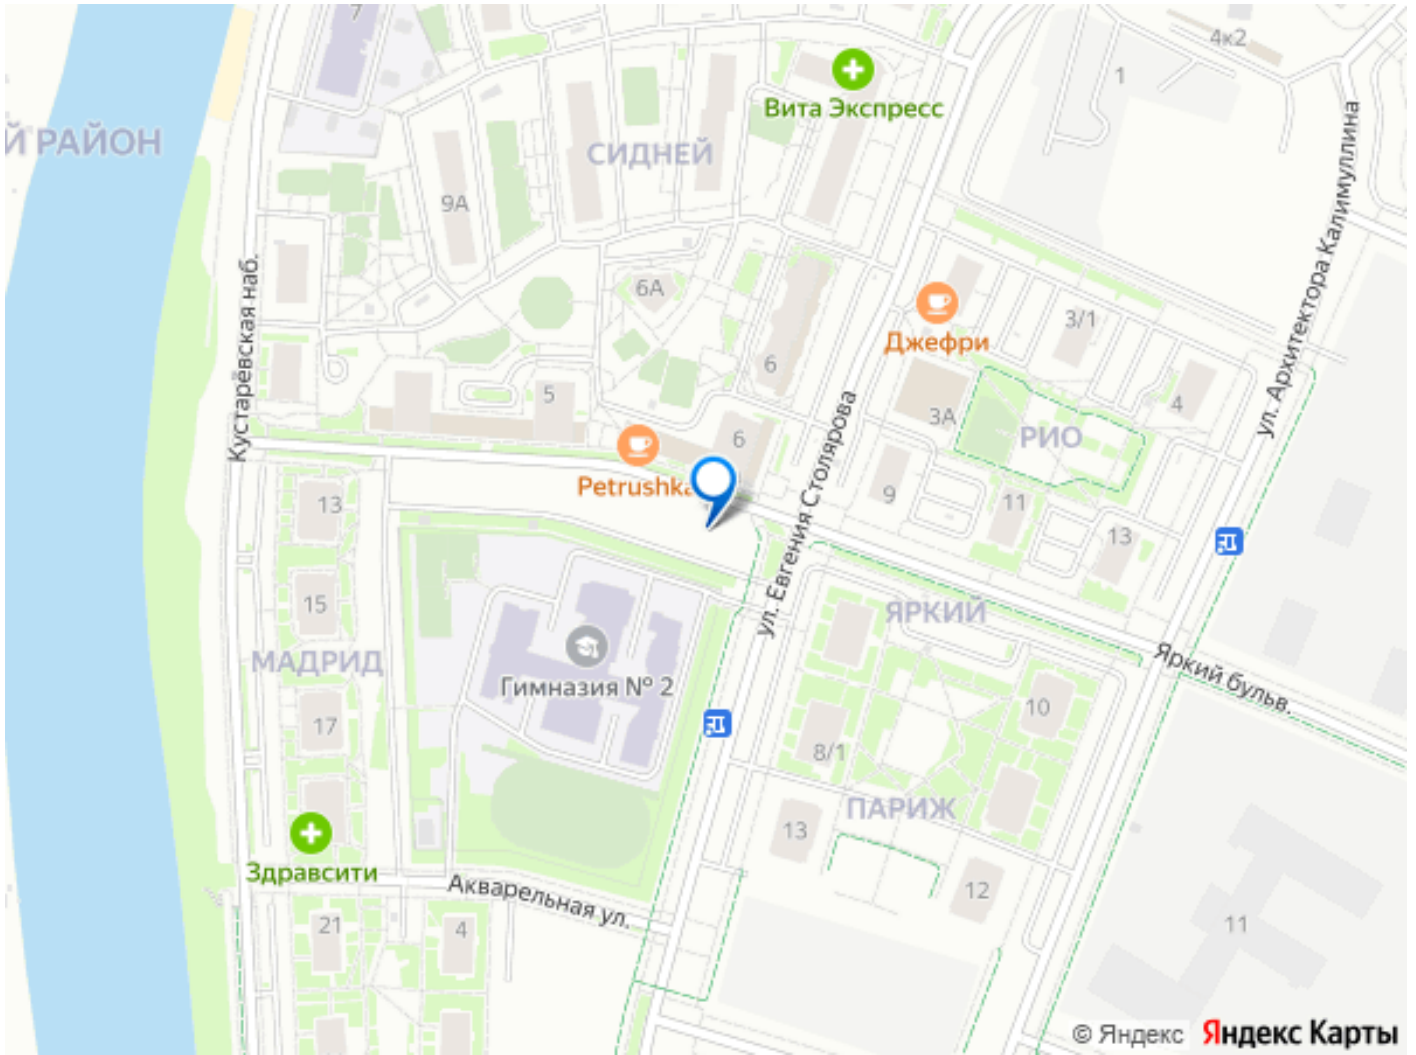 7
4к2
1
Вита Экспресс
Й РАЙОН
СИДНЕЙ
9А
ул. Архитектора Калимуллина
Кустарёвская наб.
6А
3/1
Джефри
6
5
4
3А
РИО
6
Petrushka
ул. Евгения Столярова
9
11
13
13
15
ЯРКИЙ
МАДРИД
Гимназия № 2
Яркий бульв.
17
10
8/1
ПАРИЖ
13
Здравсити
Акварельная ул.
12
21
4
11
© Яндекс Яндекс Карты